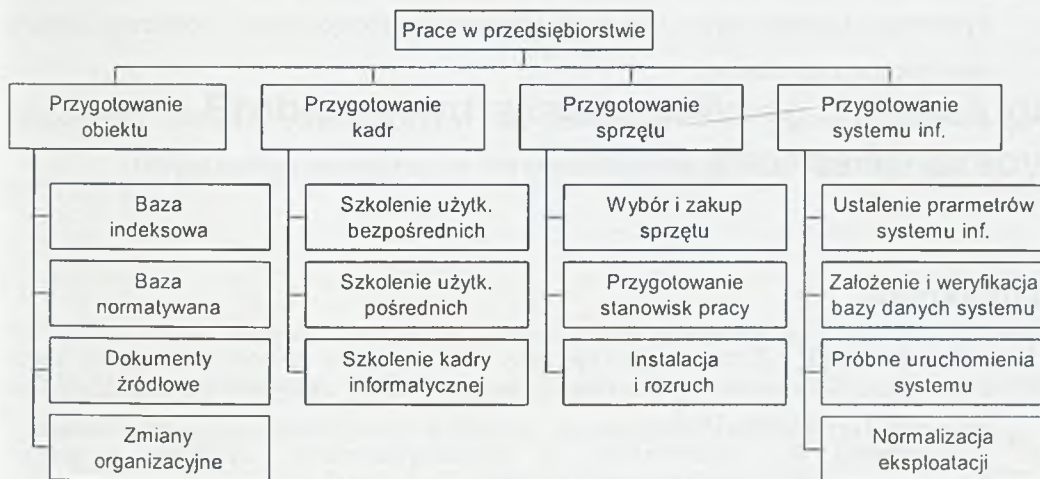 Prace w przedsiębiorstwie
Przygotowanie
obiektu
Przygotowanie
kadr
Przygotowanie
sprzętu
Przygotowanie
systemu inf.
Baza
indeksowa
Baza
normatywana
Dokumenty
źródłowe
Zmiany
organizacyjne
Szkolenie użytk.
bezpośrednich
Szkolenie użytk.
pośrednich
Szkolenie kadry
informatycznej
Wybór i zakup
sprzętu
Przygotowanie
stanowisk pracy
Instalacja
i rozruch
Ustalenie prarmetrów
systemu inf.
Założenie i weryfikacja
bazy danych systemu
Próbne uruchomienia
systemu
Normalizacja
eksploatacji